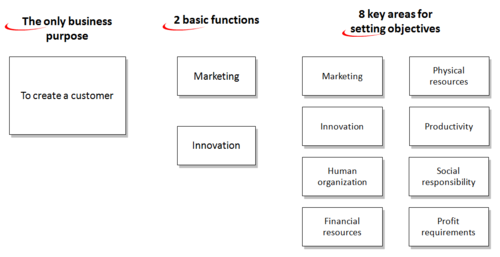 The only business
purpose
To create a customer
2 basic functions
Marketing
Innovation
8 key areas for
setting objectives
Marketing
Physical
resources
Innovation
Productivity
Human
organization
Social
responsibility
Financial
resources
Profit
requirements